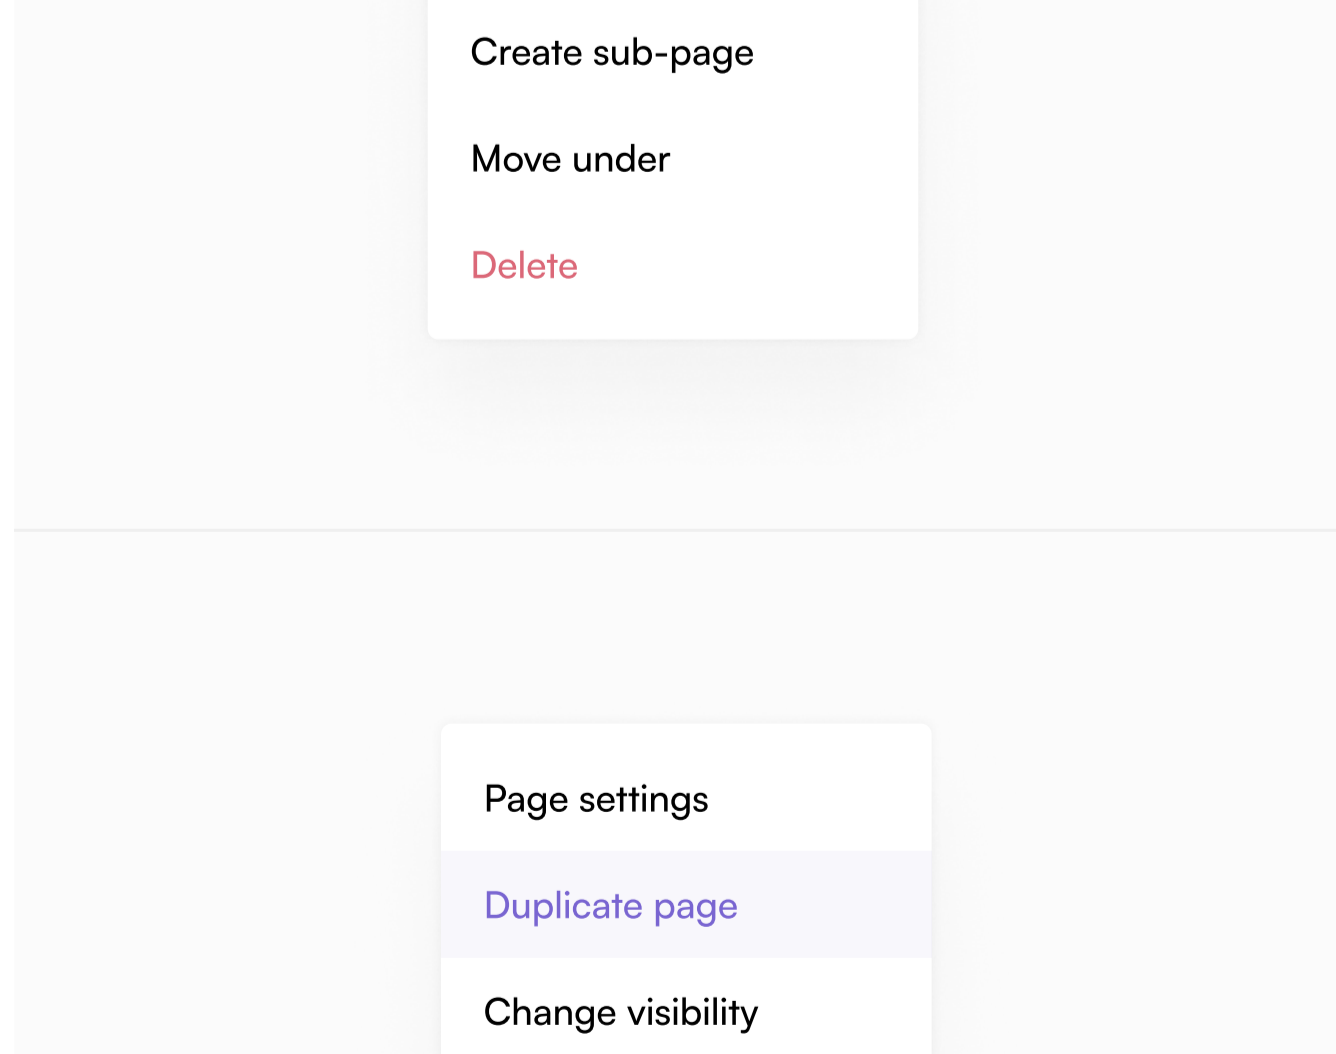 Create sub-page
Move under
Delete
Page settings
Duplicate page
Change visibility